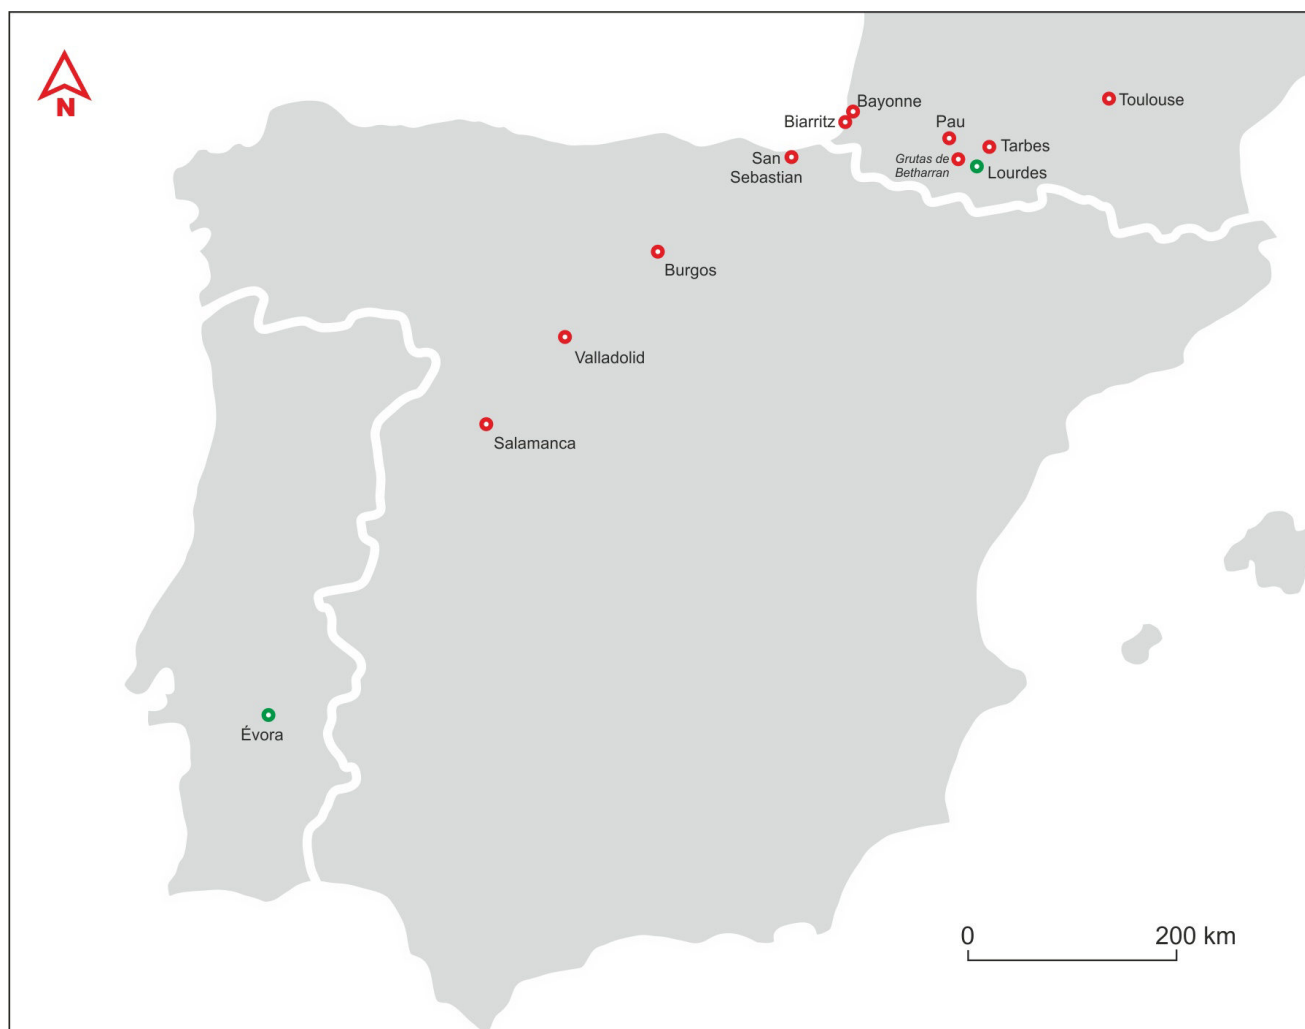 N
Bayonne
Biarritz
Toulouse
Pau
Tarbes
Grutas de
Betharran
Lourdes
San
Sebastian
Burgos
Valladolid
Salamanca
Évora
0 200 km